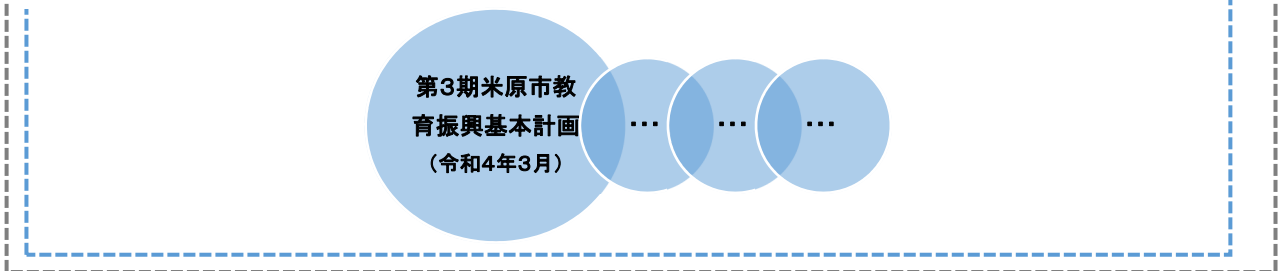 第3期米原市教
育振興基本計画
（令和4年3月）
…
…
…